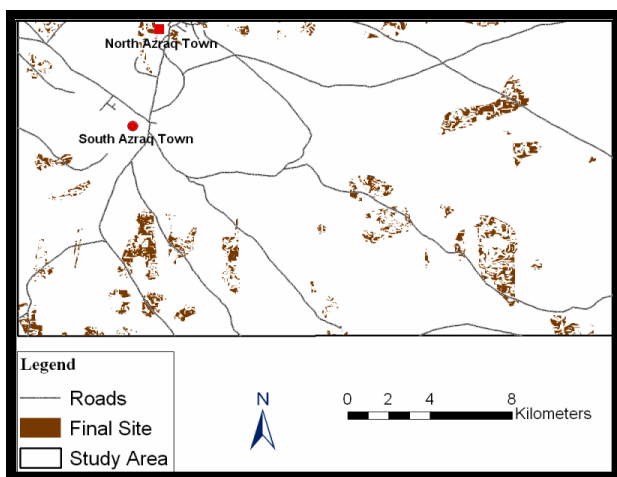 North Azraq Town
South Azraq Town
Legend
Roads
Final Site
Study Area
N
0 2 4 8
Kilometers